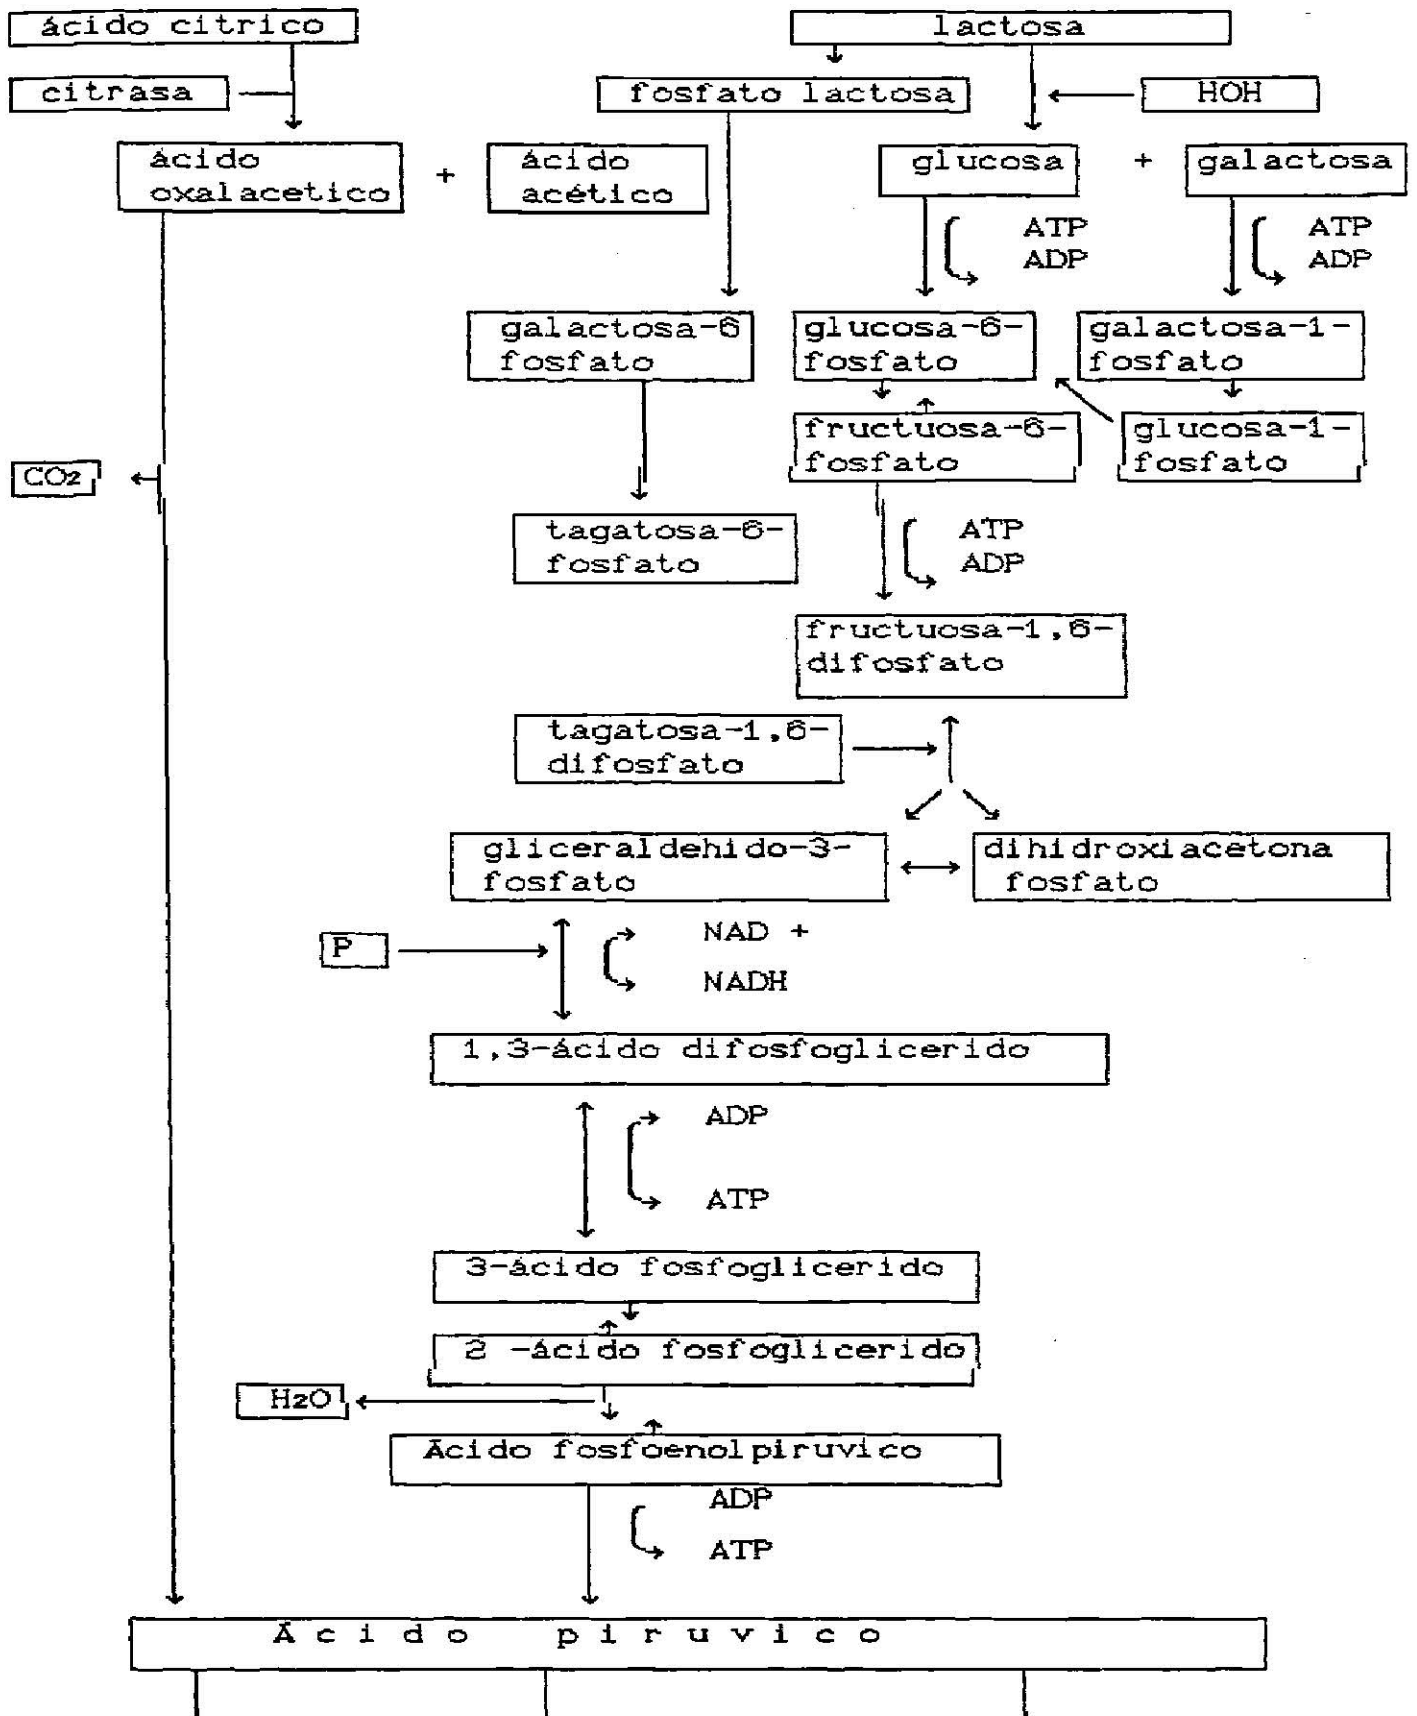 ácido citrico
lactosa
citrasa
fosfato lactosa
HOH
ácido
oxalacetico
+
ácido
acético
glucosa
+
galactosa
ATP
ADP
ATP
ADP
galactosa-6
fosfato
glucosa-6-
fosfato
galactosa-1-
fosfato
fructuosa-6-
fosfato
glucosa-1-
fosfato
CO2
tagatosa-6-
fosfato
ATP
ADP
fructuosa-1,6-
difosfato
tagatosa-1,6-
difosfato
gliceraldehido-3-
fosfato
dihidroxiacetona
fosfato
P
NAD +
NADH
1,3-ácido difosfoglicerido
ADP
ATP
3-ácido fosfoglicerido
2 -ácido fosfoglicerido
H2O
Ácido fosfoenolpiruvico
ADP
ATP
Ácido piruvico